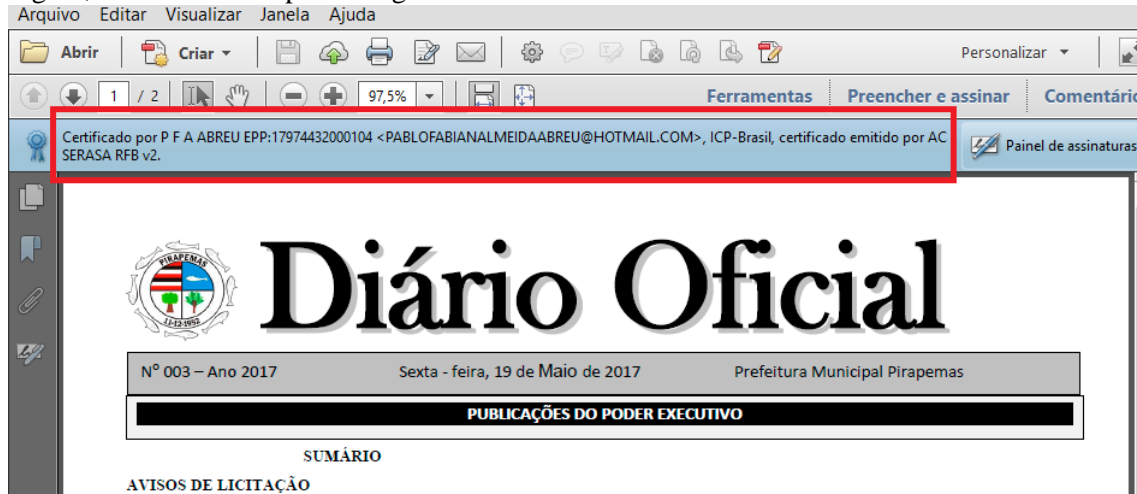 Arquivo Editar Visualizar Janela Ajuda
Abrir Criar Personalizar
1 / 2 97,5% Ferramentas Preencher e assinar Comentário
Certificado por P F A ABREU EPP:17974432000104 <PABLOFABIANALMEIDAABREU@HOTMAIL.COM>, ICP-Brasil, certificado emitido por AC
SERASA RFB v2.
Painel de assinaturas
PIRAPEMAS
11-12-1952
Diário Oficial
Nº 003 – Ano 2017 Sexta - feira, 19 de Maio de 2017 Prefeitura Municipal Pirapemas
PUBLICAÇÕES DO PODER EXECUTIVO
SUMÁRIO
AVISOS DE LICITAÇÃO